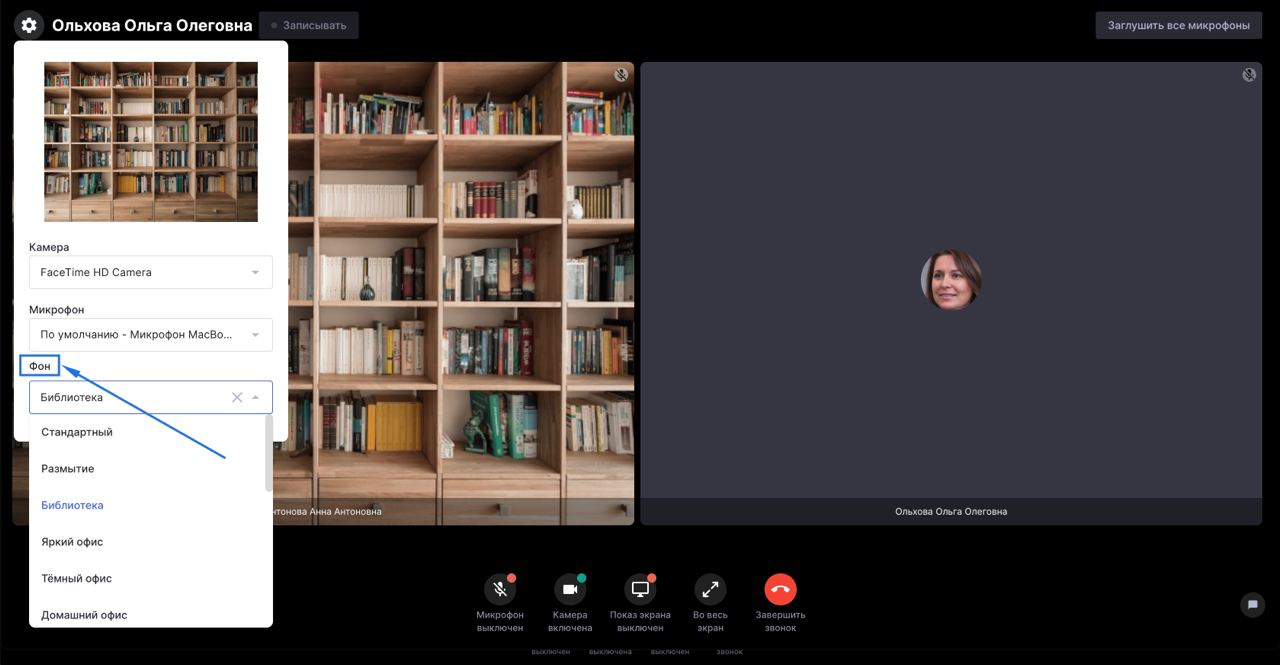 Ольхова Ольга Олеговна
Записывать
Заглушить все микрофоны
Камера
FaceTime HD Camera
Микрофон
По умолчанию - Микрофон MacBo...
Фон
Библиотека
Стандартный
Размытие
Библиотека
Яркий офис
Тёмный офис
Домашний офис
нтонова Анна Антоновна
Ольхова Ольга Олеговна
Микрофон выключен
Камера включена
Показ экрана выключен
Во весь экран
Завершить звонок
выключен выключена выключен звонок